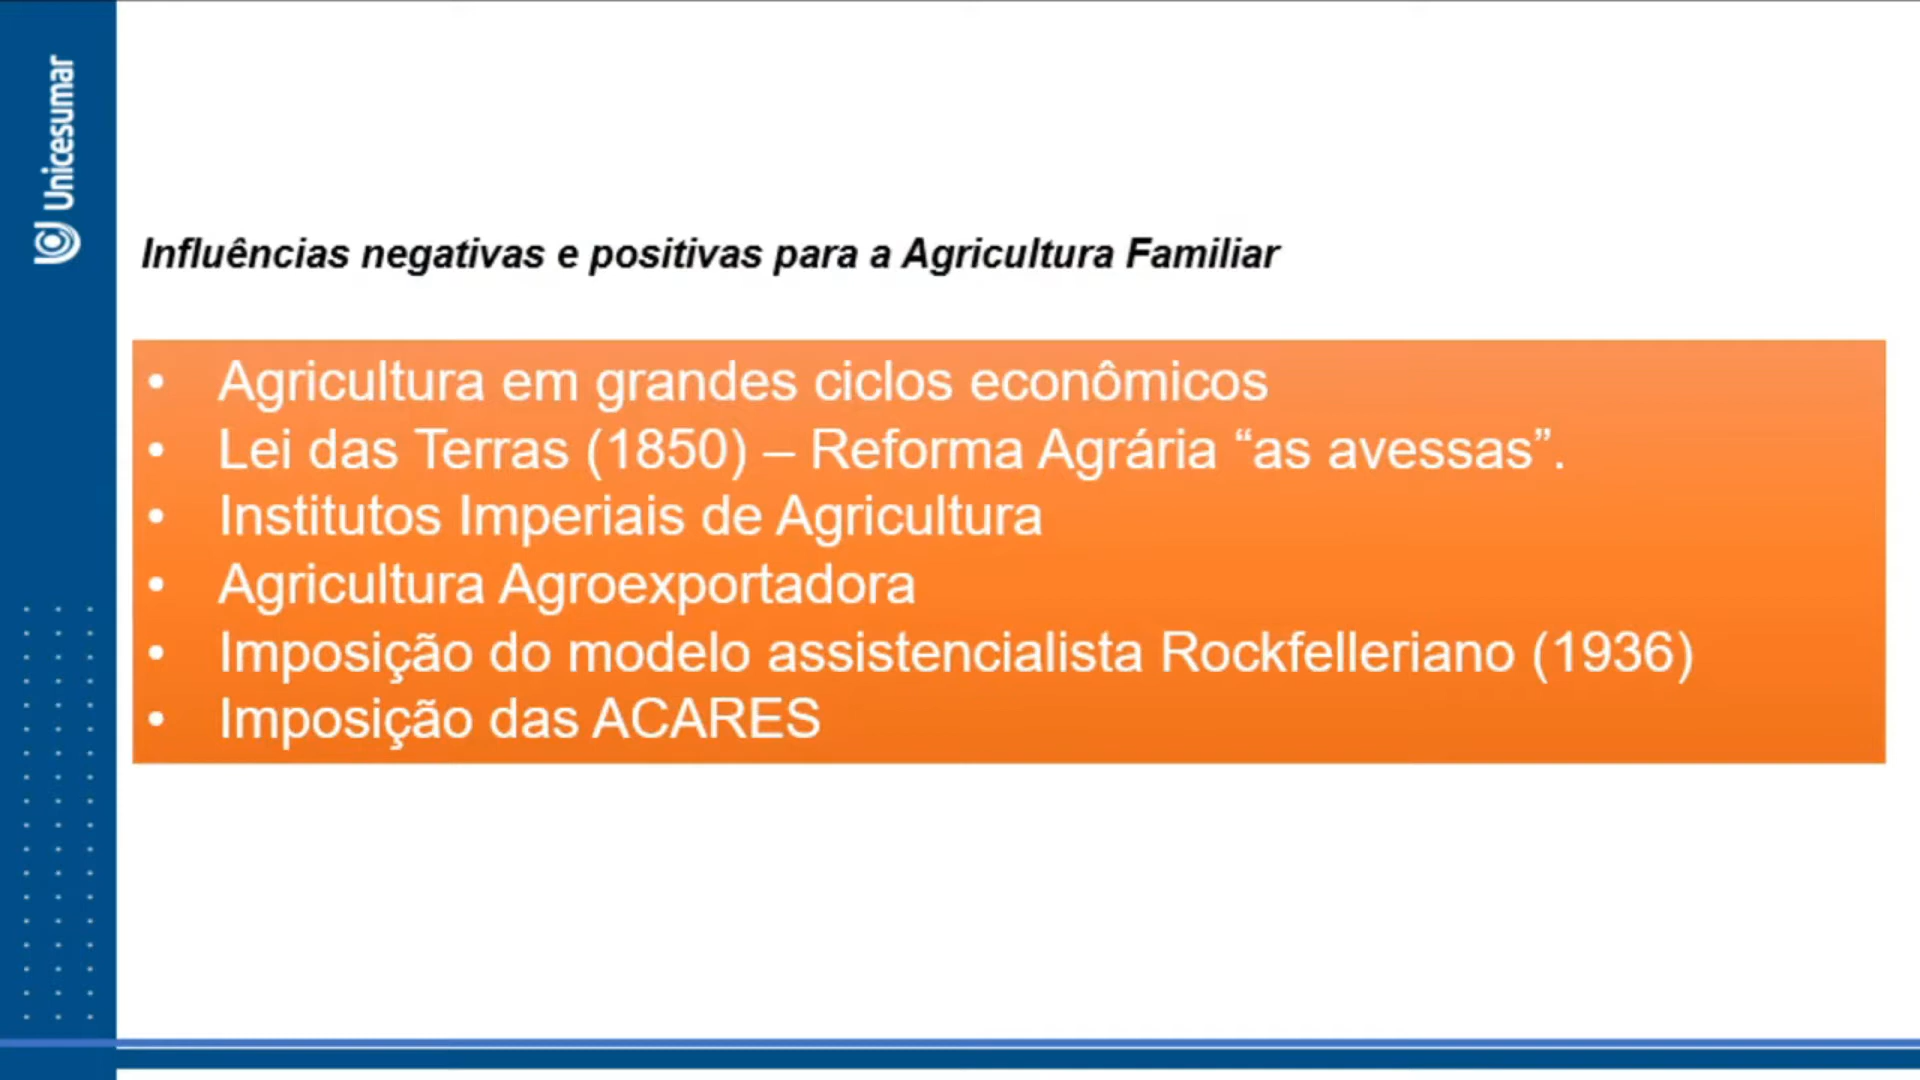 Unicesumar
Influências negativas e positivas para a Agricultura Familiar
• Agricultura em grandes ciclos econômicos
• Lei das Terras (1850) – Reforma Agrária “as avessas”.
• Institutos Imperiais de Agricultura
• Agricultura Agroexportadora
• Imposição do modelo assistencialista Rockfelleriano (1936)
• Imposição das ACARES